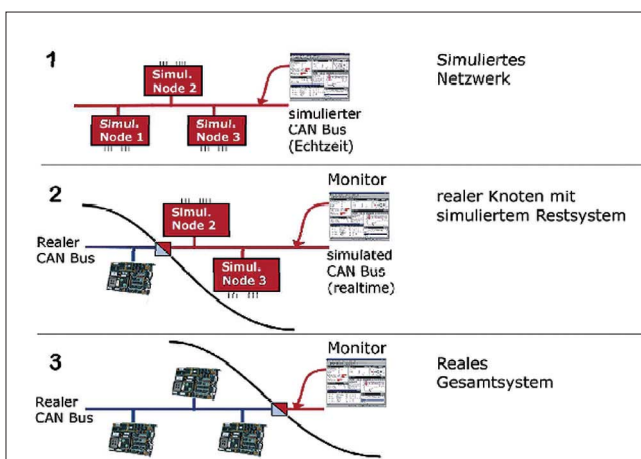 1
Simul.
Node 2
Simul.
Node 1
Simul.
Node 3
simulierter
CAN Bus
(Echtzeit)
Simuliertes
Netzwerk
2
Realer
CAN Bus
Simul.
Node 2
Simul.
Node 3
Monitor
simulated
CAN Bus
(realtime)
realer Knoten mit
simuliertem Restsystem
3
Realer
CAN Bus
Monitor
Reales
Gesamtsystem